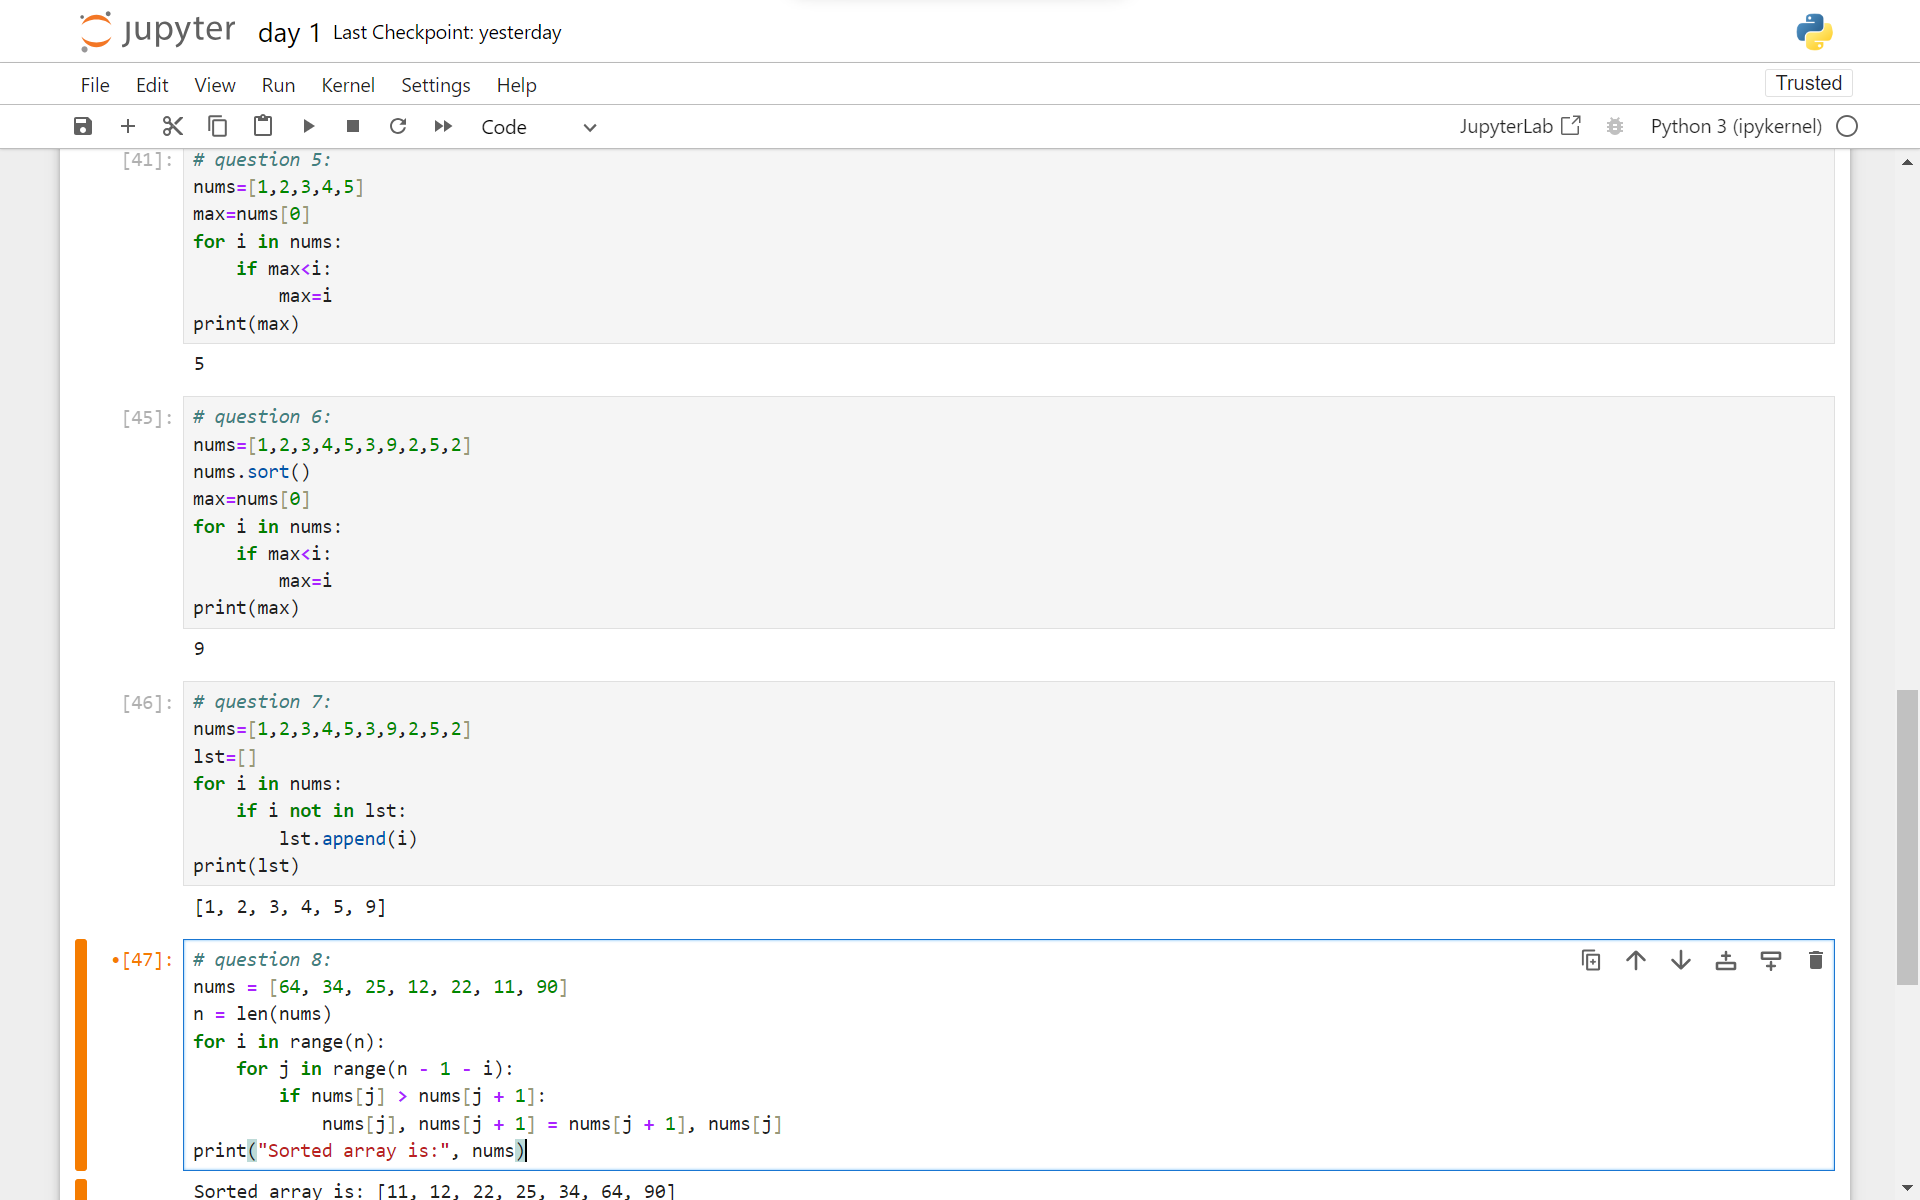 jupyter day 1 Last Checkpoint: yesterday
File Edit View Run Kernel Settings Help Trusted
Code JupyterLab Python 3 (ipykernel)
[41]: # question 5:
nums=[1,2,3,4,5]
max=nums[0]
for i in nums:
    if max<i:
        max=i
print(max)
5
[45]: # question 6:
nums=[1,2,3,4,5,3,9,2,5,2]
nums.sort()
max=nums[0]
for i in nums:
    if max<i:
        max=i
print(max)
9
[46]: # question 7:
nums=[1,2,3,4,5,3,9,2,5,2]
lst=[]
for i in nums:
    if i not in lst:
        lst.append(i)
print(lst)
[1, 2, 3, 4, 5, 9]
•[47]: # question 8:
nums = [64, 34, 25, 12, 22, 11, 90]
n = len(nums)
for i in range(n):
    for j in range(n - 1 - i):
        if nums[j] > nums[j + 1]:
            nums[j], nums[j + 1] = nums[j + 1], nums[j]
print("Sorted array is:", nums)
Sorted array is: [11, 12, 22, 25, 34, 64, 90]